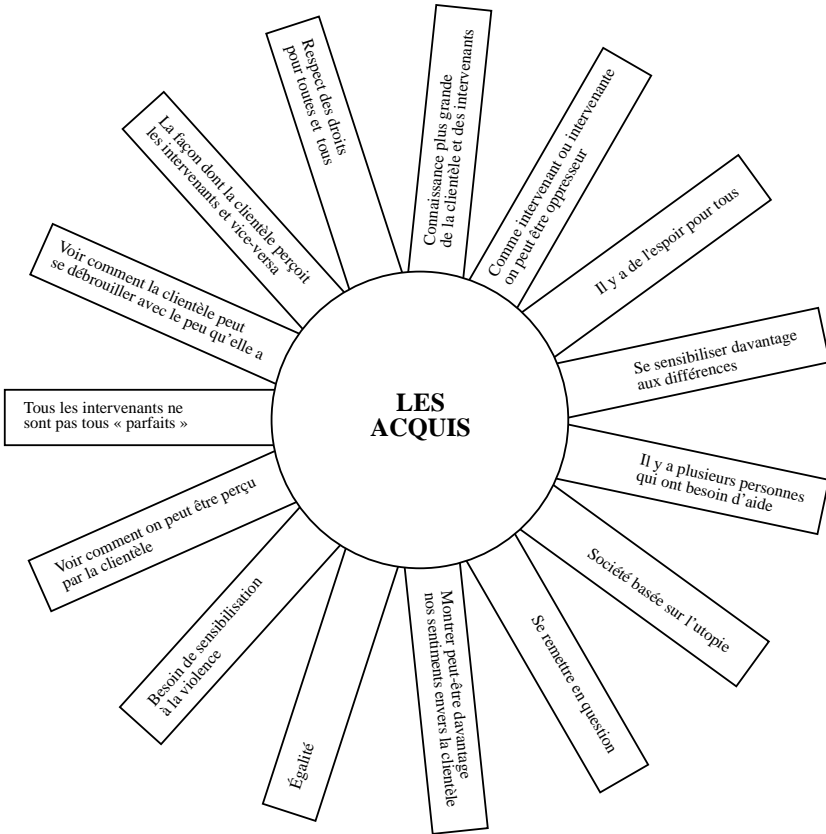 LES
ACQUIS
Respect des droits
pour toutes et tous
Connaissance plus grande
de la clientèle et des intervenants
Comme intervenant ou intervenante
on peut être oppresseur
Il y a de l'espoir pour tous
Se sensibiliser davantage
aux différences
Il y a plusieurs personnes
qui ont besoin d’aide
Société basée sur l’utopie
Se remettre en question
Montrer peut-être davantage
nos sentiments envers la clientèle
Égalité
Besoin de sensibilisation
à la violence
Voir comment on peut être perçu
par la clientèle
Tous les intervenants ne
sont pas tous « parfaits »
Voir comment la clientèle peut
se débrouiller avec le peu qu’elle a
La façon dont la clientèle perçoit
les intervenants et vice-versa